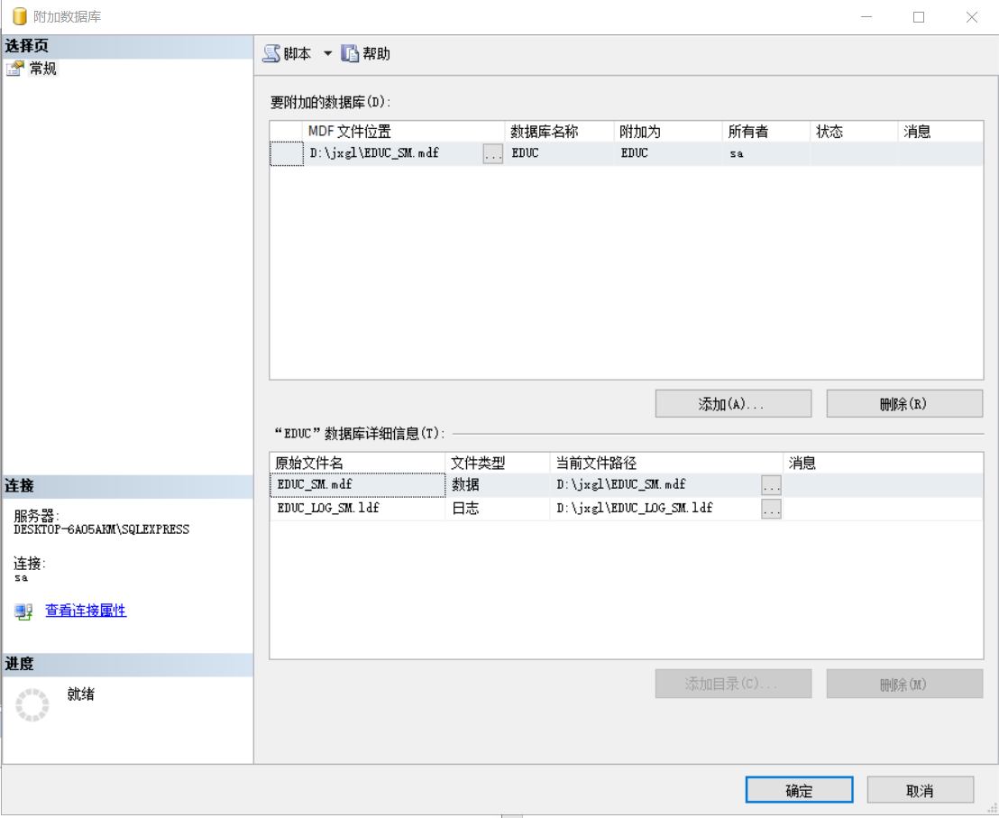 附加数据库
选择页
常规
脚本 帮助
要附加的数据库(D):
MDF 文件位置 数据库名称 附加为 所有者 状态 消息
D:\jxgl\EDUC_SM.mdf ... EDUC EDUC sa
添加(A)... 删除(R)
“EDUC”数据库详细信息(T):
原始文件名 文件类型 当前文件路径 消息
EDUC_SM.mdf 数据 D:\jxgl\EDUC_SM.mdf ...
EDUC_LOG_SM.ldf 日志 D:\jxgl\EDUC_LOG_SM.ldf ...
连接
服务器:
DESKTOP-6AO5AKM\SQLEXPRESS
连接:
sa
查看连接属性
进度
就绪
添加目录(C)... 删除(M)
确定 取消